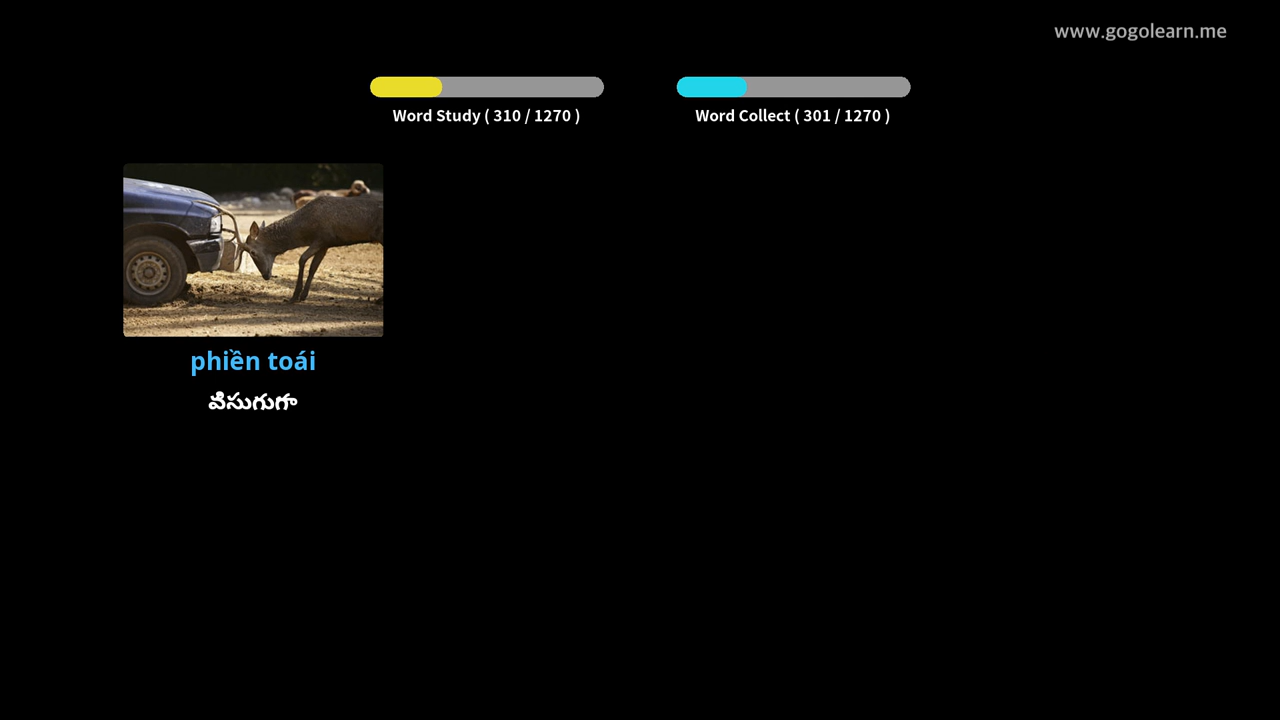 www.gogolearn.me
Word Study ( 310 / 1270 )
Word Collect ( 301 / 1270 )
phiền toái
విసుగుగా